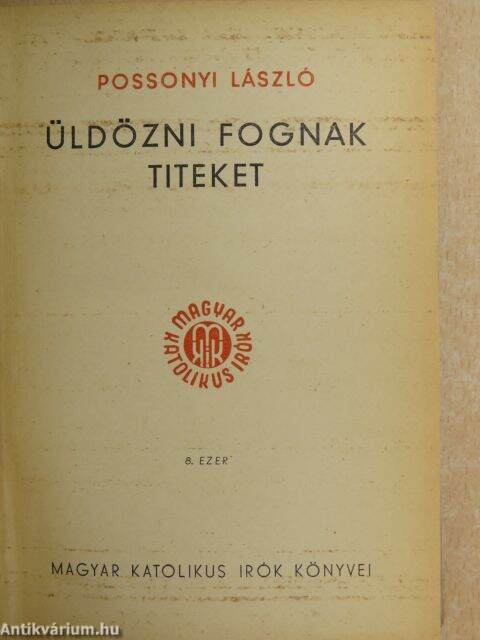 POSSONYI LÁSZLÓ
ÜLDÖZNI FOGNAK
TITEKET
MAGYAR
KATOLIKUS IRÓK
8. EZER
MAGYAR KATOLIKUS IRÓK KÖNYVEI
Antikvárium.hu